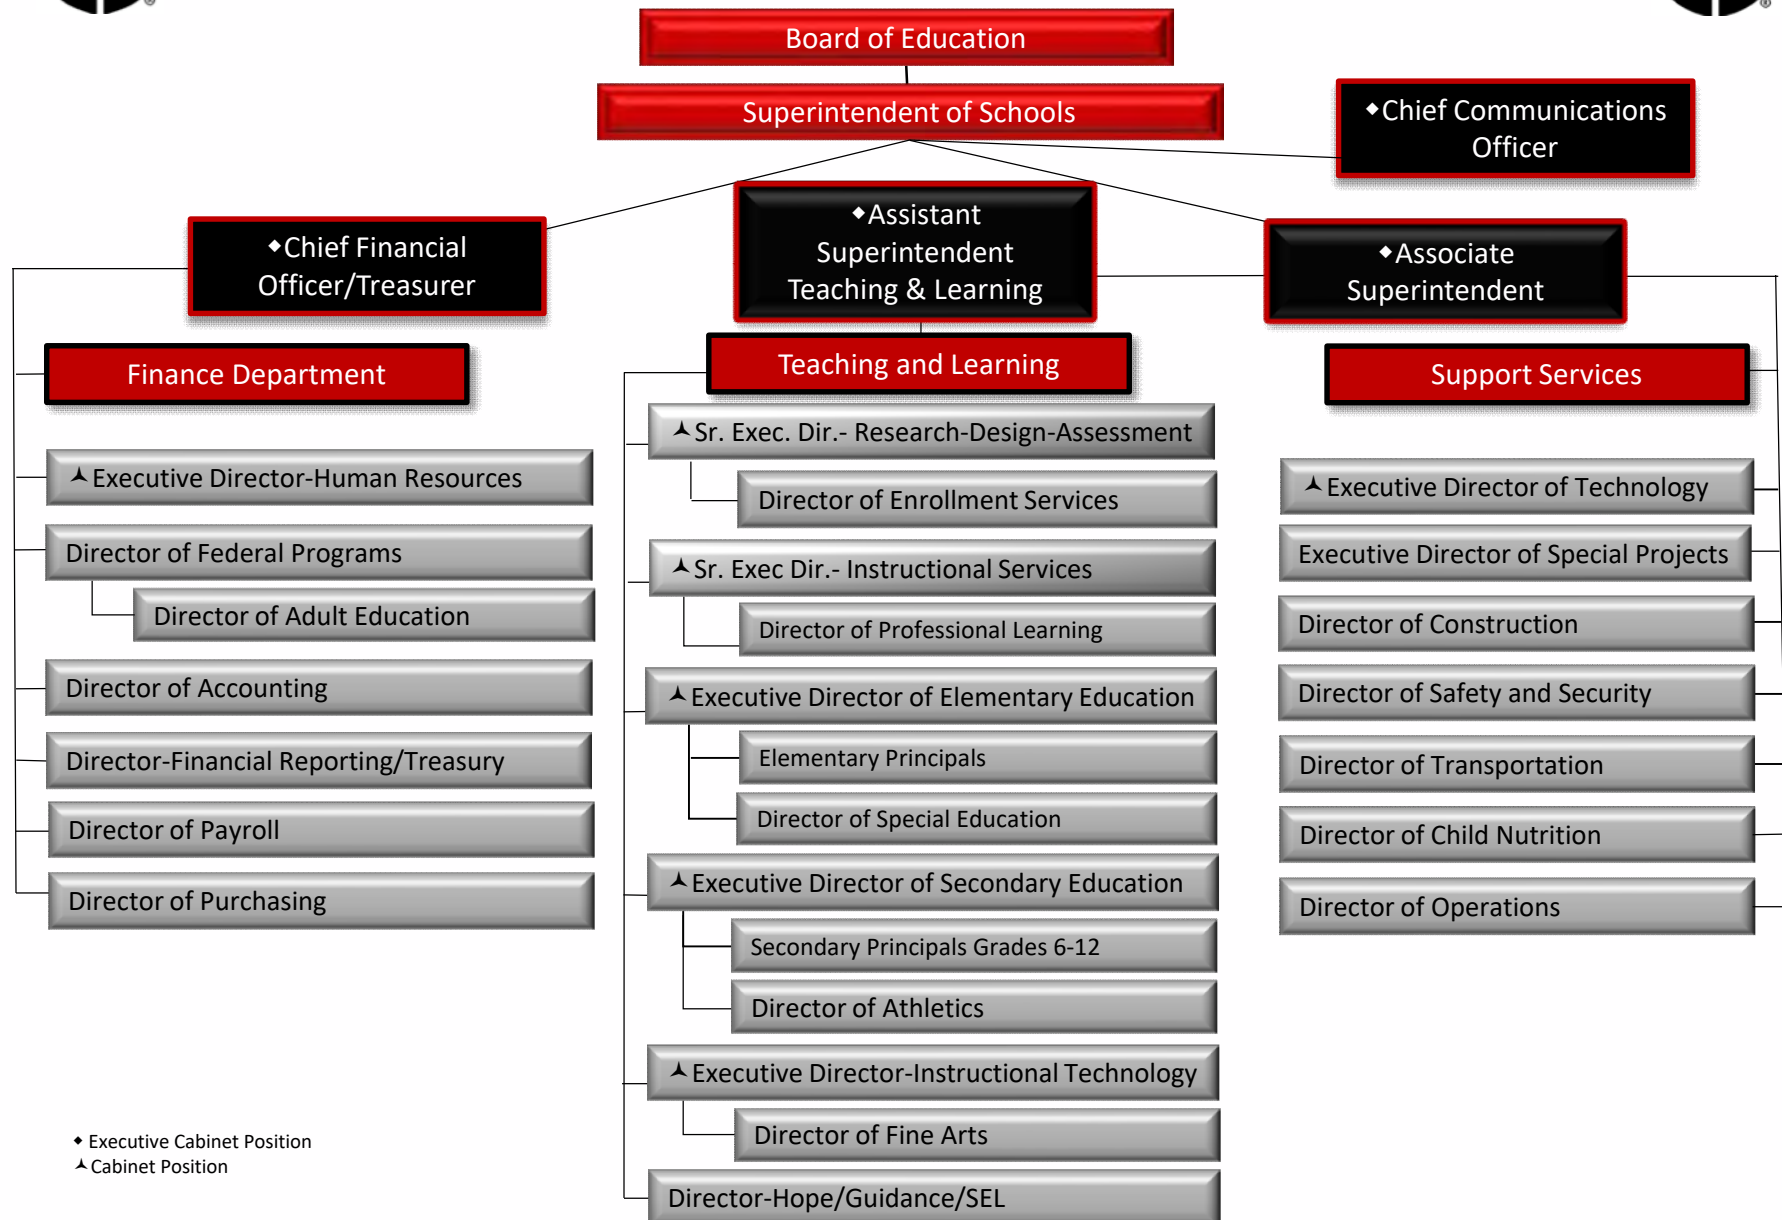 Board of Education
Superintendent of Schools
◆Chief Communications
Officer
◆Chief Financial
Officer/Treasurer
◆Assistant
Superintendent
Teaching & Learning
◆Associate
Superintendent
Finance Department
⅄Executive Director-Human Resources
Director of Federal Programs
Director of Adult Education
Director of Accounting
Director-Financial Reporting/Treasury
Director of Payroll
Director of Purchasing
Teaching and Learning
⅄Sr. Exec. Dir.- Research-Design-Assessment
Director of Enrollment Services
⅄Sr. Exec Dir.- Instructional Services
Director of Professional Learning
⅄Executive Director of Elementary Education
Elementary Principals
Director of Special Education
⅄Executive Director of Secondary Education
Secondary Principals Grades 6-12
Director of Athletics
⅄Executive Director-Instructional Technology
Director of Fine Arts
Director-Hope/Guidance/SEL
Support Services
⅄Executive Director of Technology
Executive Director of Special Projects
Director of Construction
Director of Safety and Security
Director of Transportation
Director of Child Nutrition
Director of Operations
◆ Executive Cabinet Position
⅄Cabinet Position